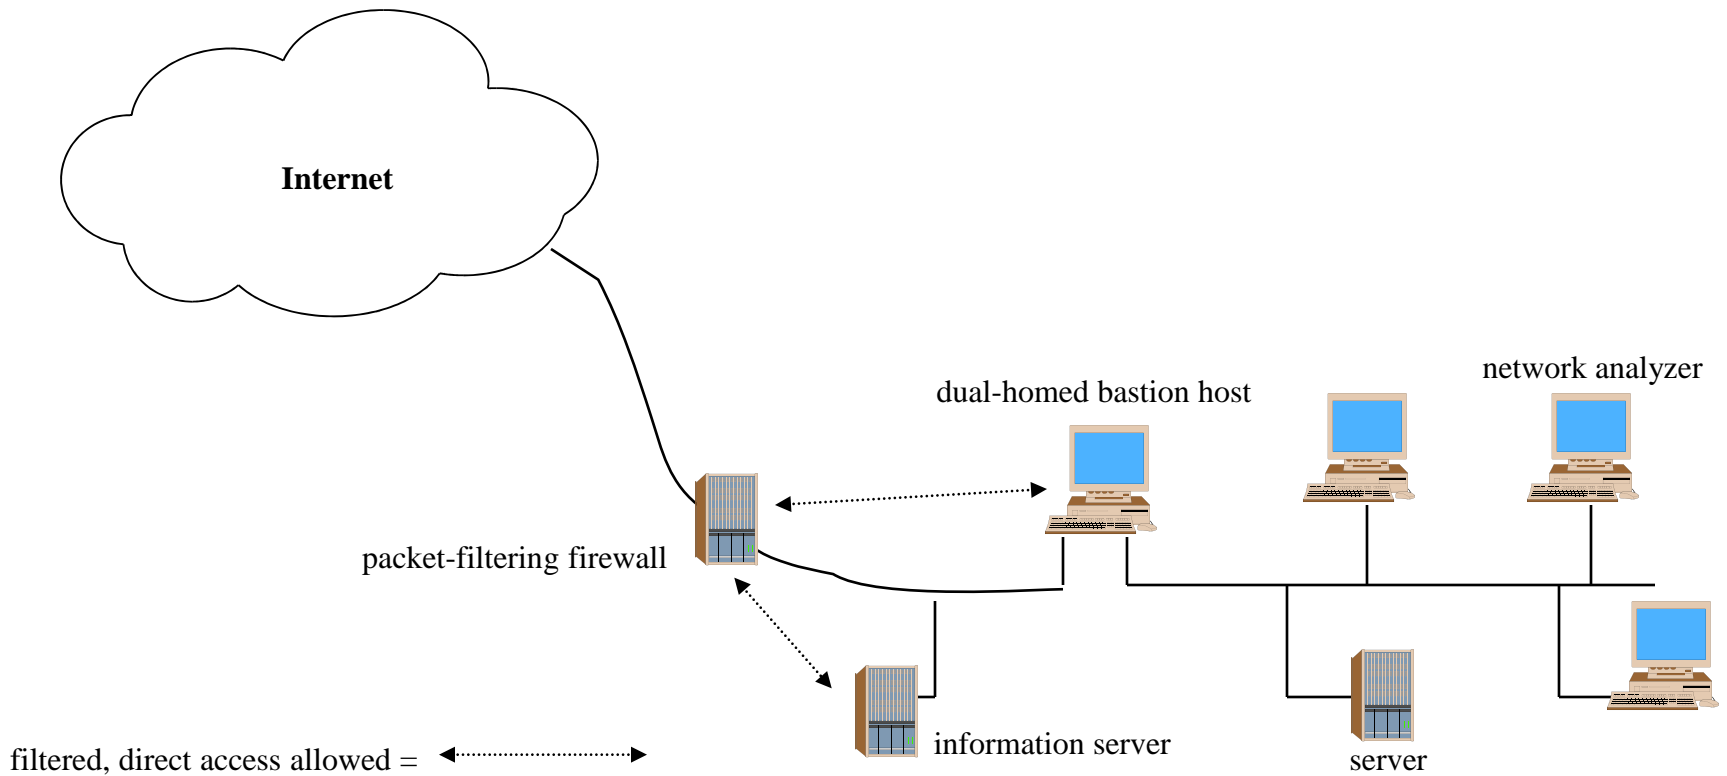 Internet
network analyzer
dual-homed bastion host
packet-filtering firewall
information server
server
filtered, direct access allowed =